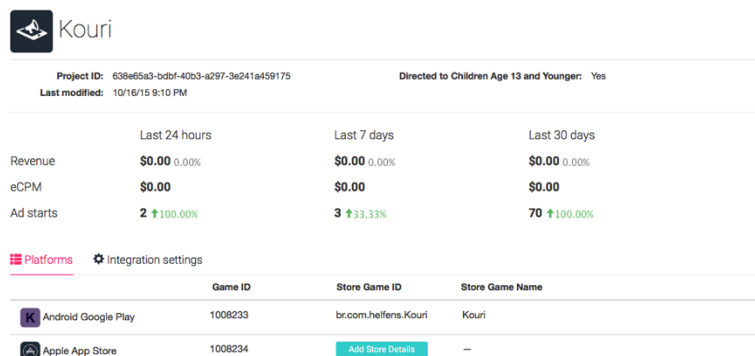 Kouri
Project ID: 638e65a3-bdbf-40b3-a297-3e241a459175 Directed to Children Age 13 and Younger: Yes
Last modified: 10/16/15 9:10 PM
Last 24 hours Last 7 days Last 30 days
Revenue $0.00 0.00% $0.00 0.00% $0.00 0.00%
eCPM $0.00 $0.00 $0.00
Ad starts 2 ↑100.00% 3 ↑33.33% 70 ↑100.00%
Platforms Integration settings
Game ID Store Game ID Store Game Name
K Android Google Play 1008233 br.com.helfens.Kouri Kouri
Apple App Store 1008234 Add Store Details —